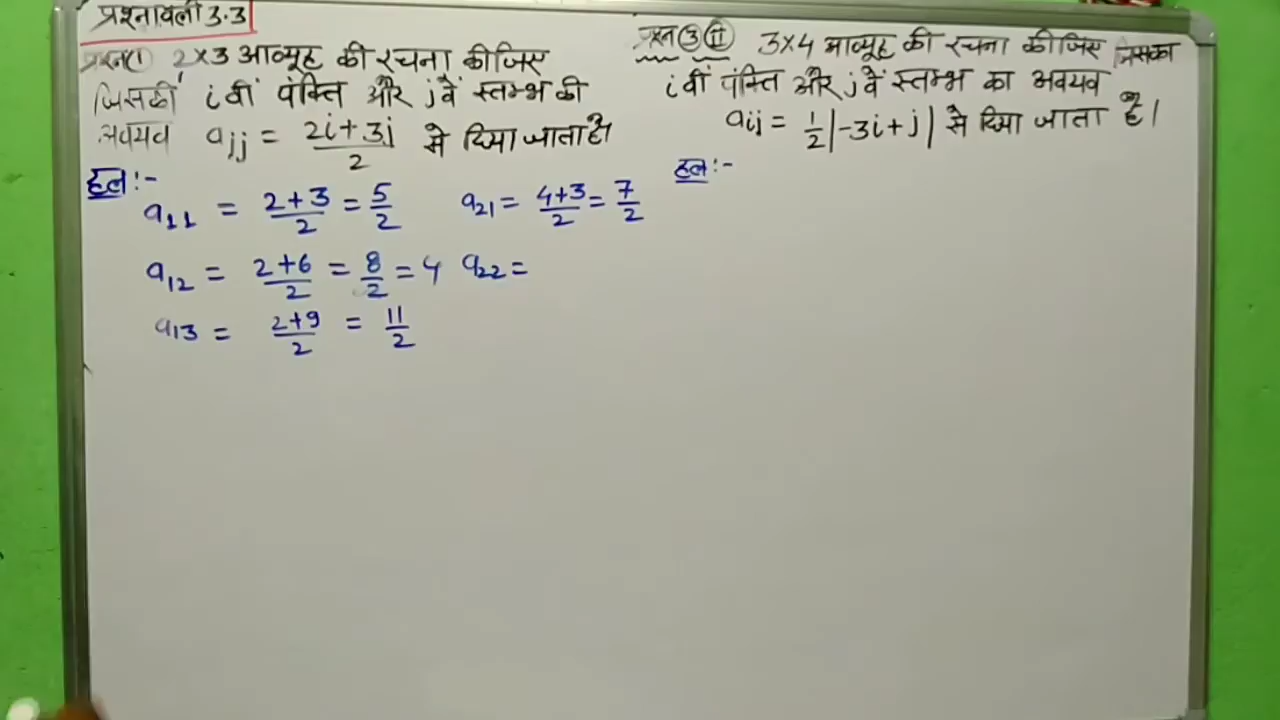 प्रश्नावली 3.3
प्रश्न① 2×3 आव्यूह की रचना कीजिए
जिसकी i वीं पंक्ति और j वें स्तम्भ की
अवयव aij = (2i+3j)/2 से दिया जाता है।
हल:-
a11 = (2+3)/2 = 5/2
a12 = (2+6)/2 = 8/2 = 4
a13 = (2+9)/2 = 11/2
a21 = (4+3)/2 = 7/2
a22 =
प्रश्न ③ Ⓘⓘ 3×4 आव्यूह की रचना कीजिए जिसका
i वीं पंक्ति और j वें स्तम्भ का अवयव
aij = 1/2|-3i+j| से दिया जाता है।
हल:-